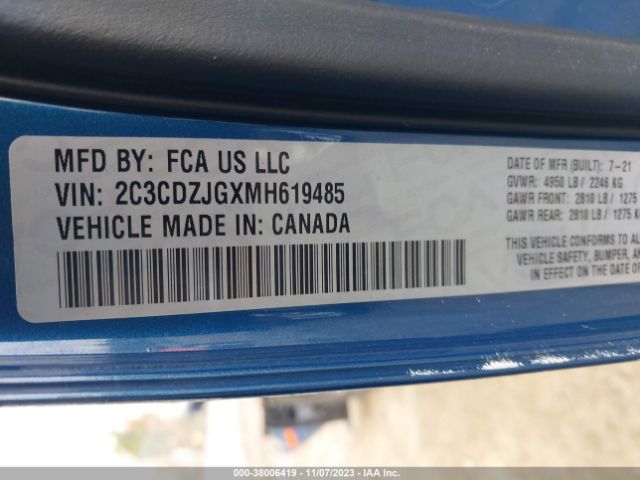 MFD BY: FCA US LLC
VIN: 2C3CDZJGXMH619485
VEHICLE MADE IN: CANADA
DATE OF MFR (BUILT): 7-21
GVWR: 4950 LB / 2246 KG
GAWR FRONT: 2810 LB / 1275 K
GAWR REAR: 2810 LB / 1275 K
THIS VEHICLE CONFORMS TO AL
VEHICLE SAFETY, BUMPER, AN
IN EFFECT ON THE DATE OF
000-38006419 - 11/07/2023 - IAA Inc.